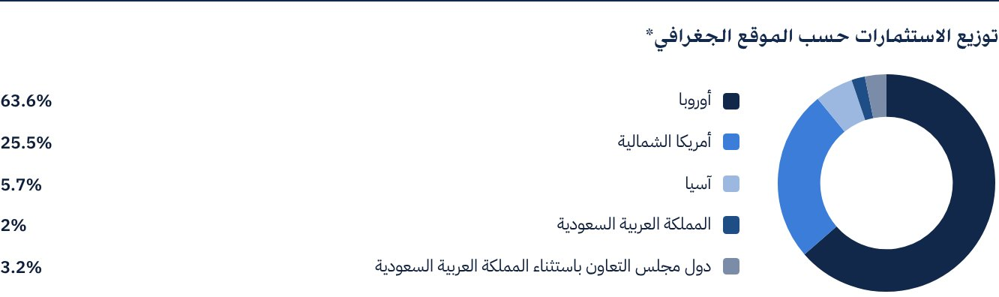 توزيع الاستثمارات حسب الموقع الجغرافي*
أوروبا 63.6%
أمريكا الشمالية 25.5%
آسيا 5.7%
المملكة العربية السعودية 2%
دول مجلس التعاون باستثناء المملكة العربية السعودية 3.2%